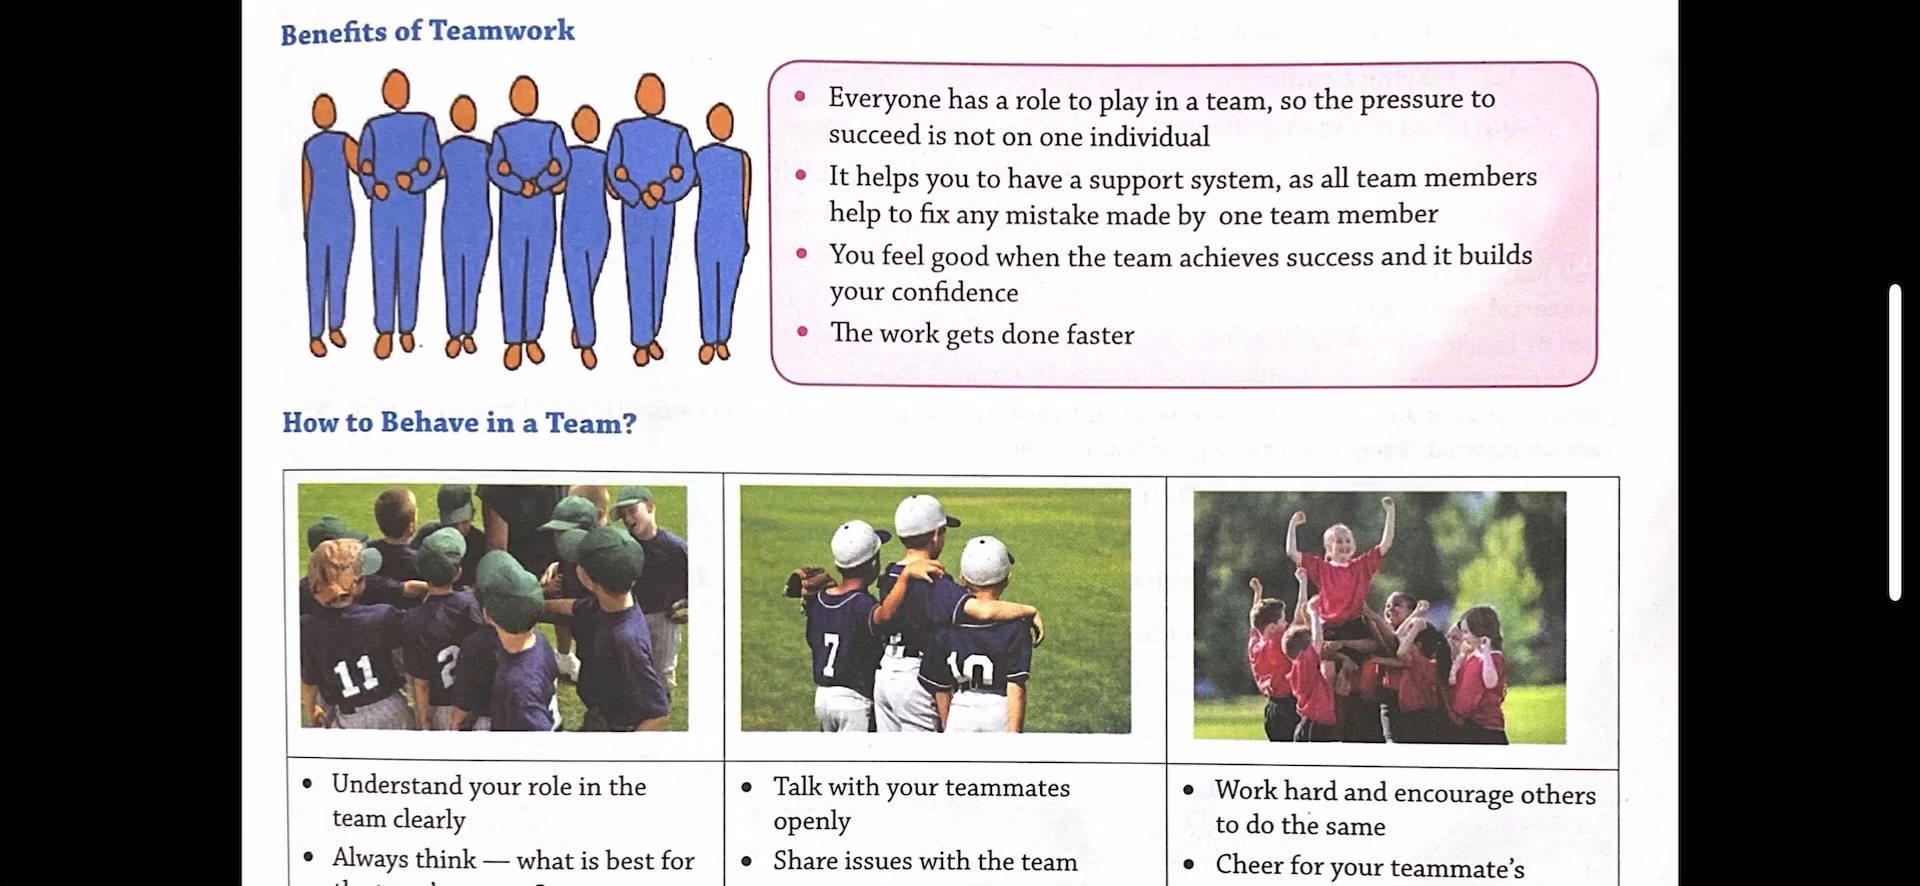 Benefits of Teamwork
• Everyone has a role to play in a team, so the pressure to
succeed is not on one individual
• It helps you to have a support system, as all team members
help to fix any mistake made by one team member
• You feel good when the team achieves success and it builds
your confidence
• The work gets done faster
How to Behave in a Team?
11
2
7
10
• Understand your role in the
team clearly
• Always think — what is best for
• Talk with your teammates
openly
• Share issues with the team
• Work hard and encourage others
to do the same
• Cheer for your teammate's